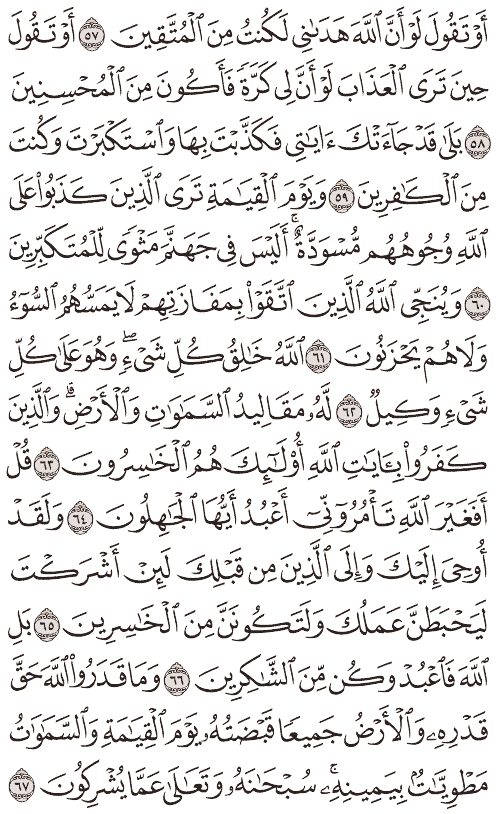 أَوْ تَقُولَ لَوْ أَنَّ ٱللَّهَ هَدَىٰنِى لَكُنتُ مِنَ ٱلْمُتَّقِينَ ٥٧ أَوْ تَقُولَ
حِينَ تَرَى ٱلْعَذَابَ لَوْ أَنَّ لِى كَرَّةً فَأَكُونَ مِنَ ٱلْمُحْسِنِينَ
٥٨ بَلَىٰ قَدْ جَآءَتْكَ ءَايَٰتِى فَكَذَّبْتَ بِهَا وَٱسْتَكْبَرْتَ وَكُنتَ
مِنَ ٱلْكَٰفِرِينَ ٥٩ وَيَوْمَ ٱلْقِيَٰمَةِ تَرَى ٱلَّذِينَ كَذَبُوا۟ عَلَى
ٱللَّهِ وُجُوهُهُم مُّسْوَدَّةٌ ۚ أَلَيْسَ فِى جَهَنَّمَ مَثْوًى لِّلْمُتَكَبِّرِينَ
٦٠ وَيُنَجِّى ٱللَّهُ ٱلَّذِينَ ٱتَّقَوْا۟ بِمَفَازَتِهِمْ لَا يَمَسُّهُمُ ٱلسُّوٓءُ
وَلَا هُمْ يَحْزَنُونَ ٦١ ٱللَّهُ خَٰلِقُ كُلِّ شَىْءٍ ۖ وَهُوَ عَلَىٰ كُلِّ
شَىْءٍ وَكِيلٌ ٦٢ لَّهُۥ مَقَالِيدُ ٱلسَّمَٰوَٰتِ وَٱلْأَرْضِ ۗ وَٱلَّذِينَ
كَفَرُوا۟ بِـَٔايَٰتِ ٱللَّهِ أُو۟لَٰٓئِكَ هُمُ ٱلْخَٰسِرُونَ ٦٣ قُلْ
أَفَغَيْرَ ٱللَّهِ تَأْمُرُوٓنِّىٓ أَعْبُدُ أَيُّهَا ٱلْجَٰهِلُونَ ٦٤ وَلَقَدْ
أُوحِىَ إِلَيْكَ وَإِلَى ٱلَّذِينَ مِن قَبْلِكَ لَئِنْ أَشْرَكْتَ
لَيَحْبَطَنَّ عَمَلُكَ وَلَتَكُونَنَّ مِنَ ٱلْخَٰسِرِينَ ٦٥ بَلِ
ٱللَّهَ فَٱعْبُدْ وَكُن مِّنَ ٱلشَّٰكِرِينَ ٦٦ وَمَا قَدَرُوا۟ ٱللَّهَ حَقَّ
قَدْرِهِۦ وَٱلْأَرْضُ جَمِيعًا قَبْضَتُهُۥ يَوْمَ ٱلْقِيَٰمَةِ وَٱلسَّمَٰوَٰتُ
مَطْوِيَّٰتٌۢ بِيَمِينِهِۦ ۚ سُبْحَٰنَهُۥ وَتَعَٰلَىٰ عَمَّا يُشْرِكُونَ ٦٧